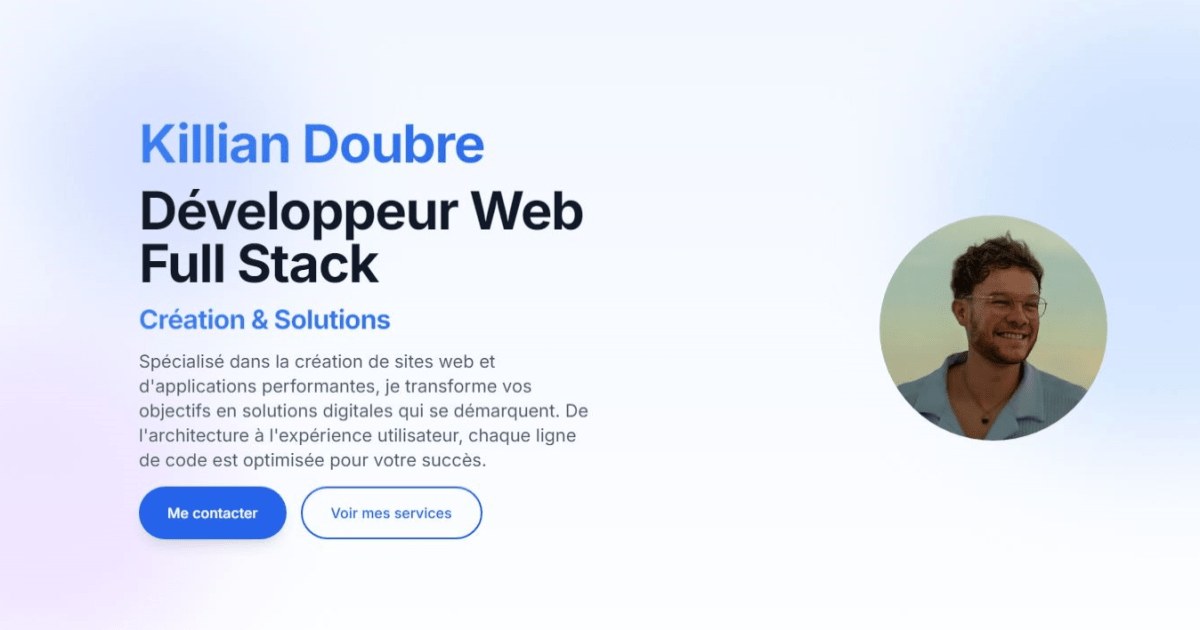 Killian Doubre
Développeur Web
Full Stack
Création & Solutions
Spécialisé dans la création de sites web et
d'applications performantes, je transforme vos
objectifs en solutions digitales qui se démarquent. De
l'architecture à l'expérience utilisateur, chaque ligne
de code est optimisée pour votre succès.
Me contacter
Voir mes services